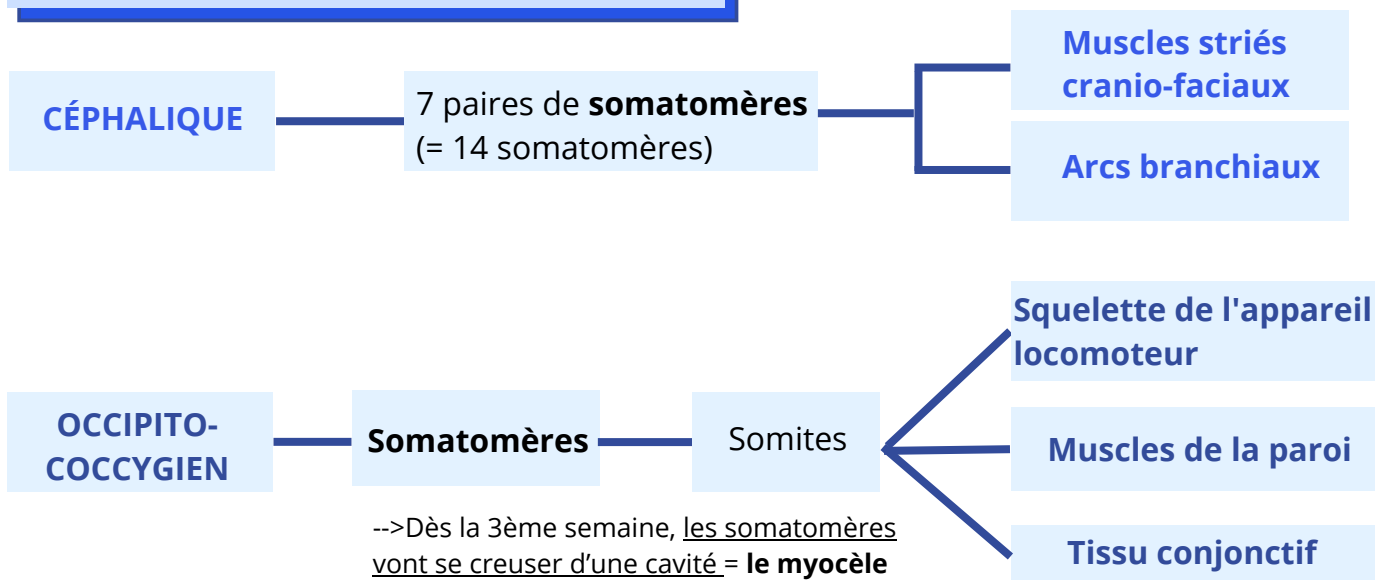 CÉPHALIQUE
7 paires de somatomères
(= 14 somatomères)
Muscles striés
cranio-faciaux
Arcs branchiaux
OCCIPITO-
COCCYGIEN
Somatomères
Somites
-->Dès la 3ème semaine, les somatomères
vont se creuser d’une cavité = le myocèle
Squelette de l'appareil
locomoteur
Muscles de la paroi
Tissu conjonctif